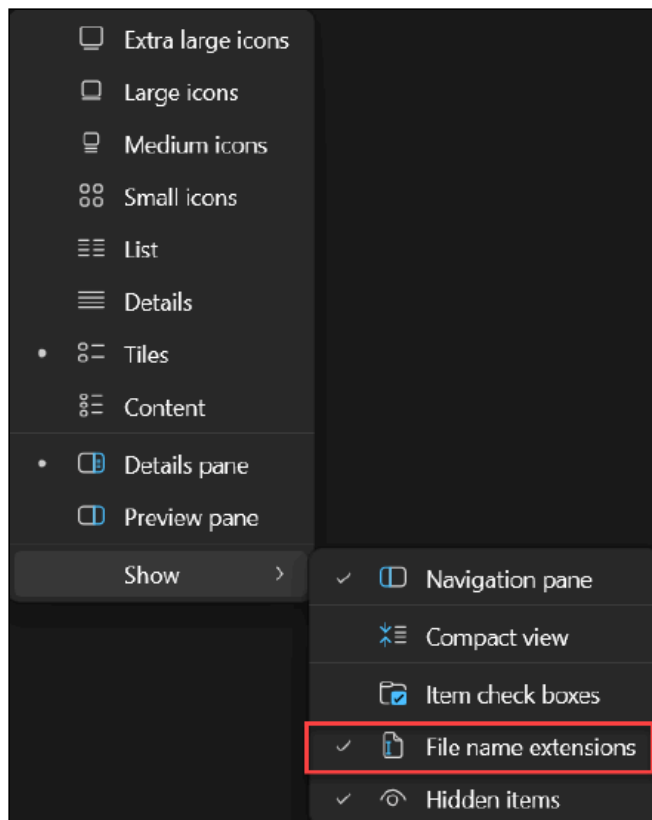 Extra large icons
Large icons
Medium icons
Small icons
List
Details
Tiles
Content
Details pane
Preview pane
Show
Navigation pane
Compact view
Item check boxes
File name extensions
Hidden items